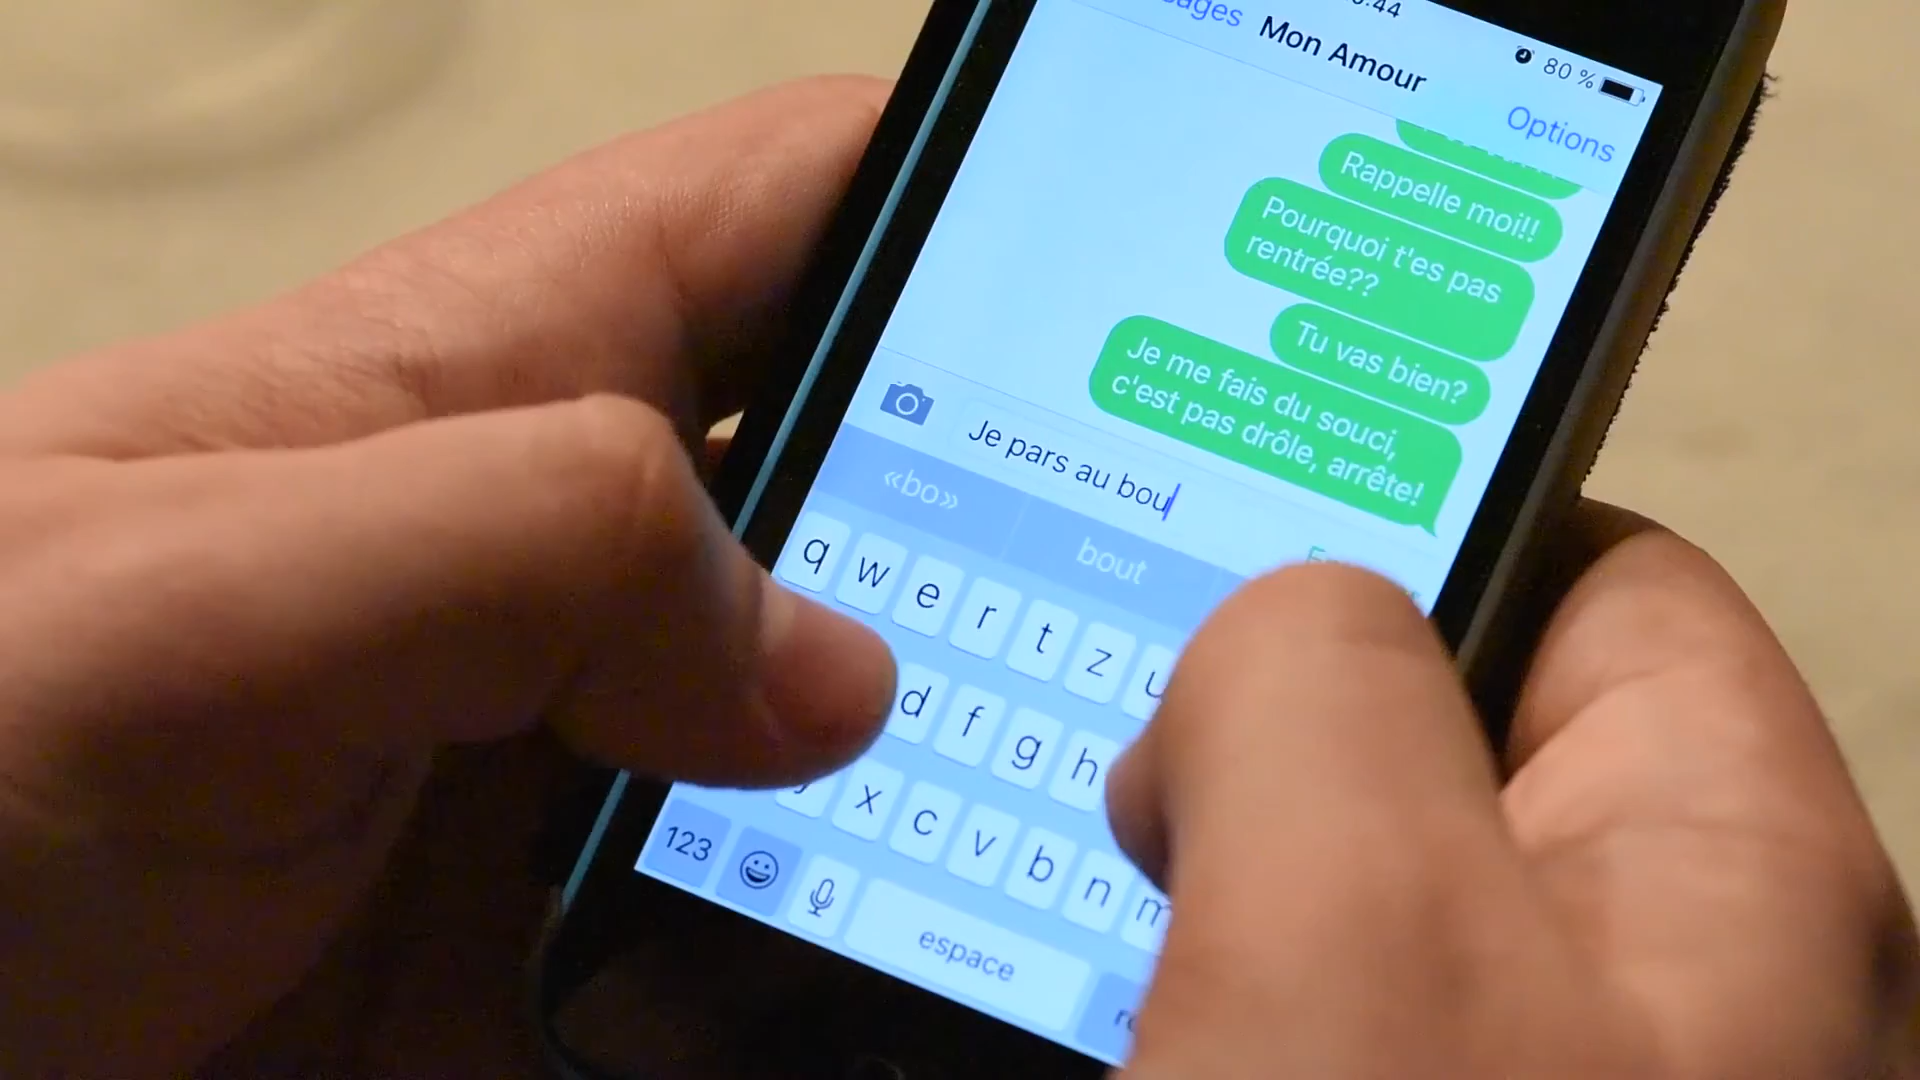 Mon Amour
80 %
Options
Rappelle moi!!
Pourquoi t'es pas
rentrée??
Tu vas bien?
Je me fais du souci,
c'est pas drôle, arrête!
Je pars au bou
«bo»
bout
q w e r t z u
d f g h
x c v b n m
123
espace